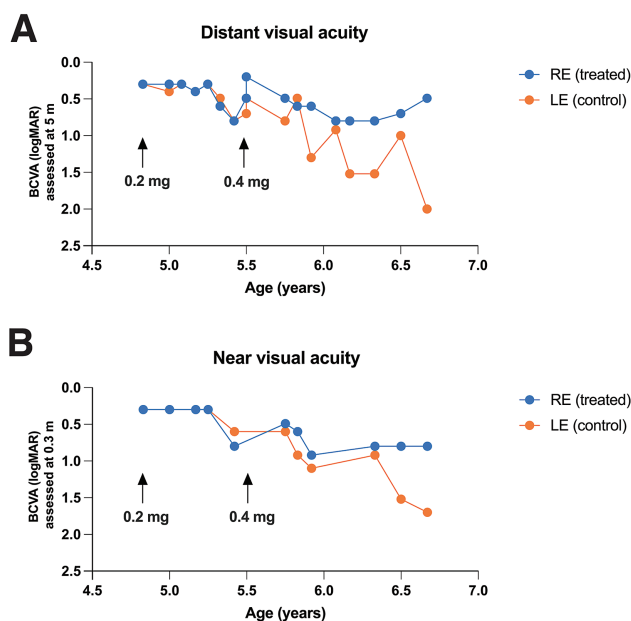 A
Distant visual acuity
BCVA (logMAR)
assessed at 5 m
0.0
0.5
1.0
1.5
2.0
2.5
0.2 mg
0.4 mg
4.5 5.0 5.5 6.0 6.5 7.0
Age (years)
RE (treated)
LE (control)
B
Near visual acuity
BCVA (logMAR)
assessed at 0.3 m
0.0
0.5
1.0
1.5
2.0
2.5
0.2 mg
0.4 mg
4.5 5.0 5.5 6.0 6.5 7.0
Age (years)
RE (treated)
LE (control)